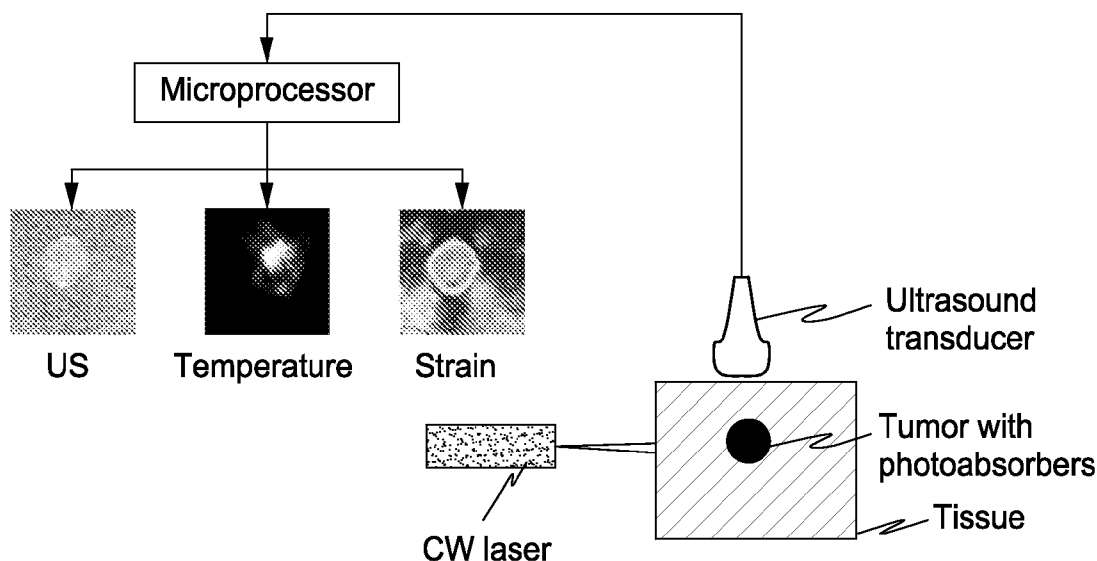 Microprocessor
US
Temperature
Strain
Ultrasound
transducer
Tumor with
photoabsorbers
Tissue
CW laser